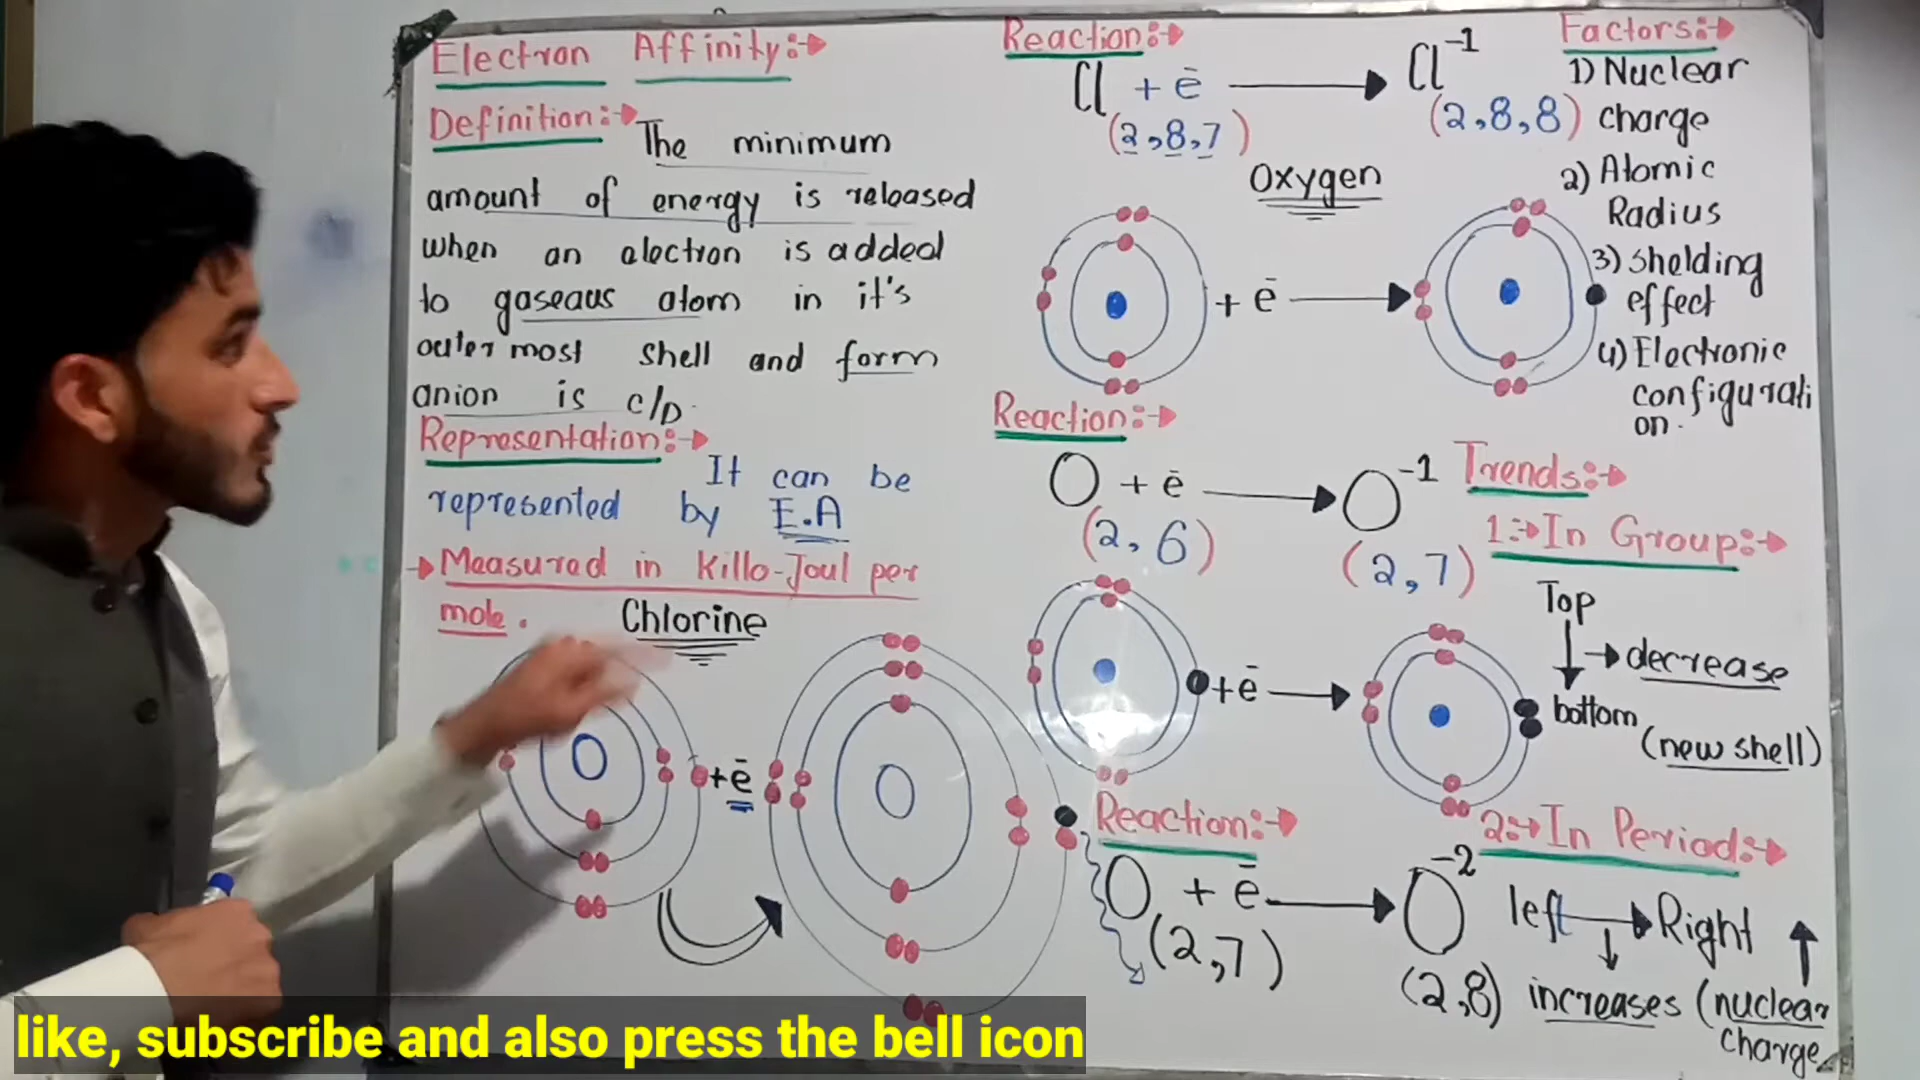 Electron Affinity:→
Definition:→
The minimum
amount of energy is released
when an electron is added
to gaseaus atom in it's
outer most shell and form
anion is c/D.
Representation:→
It can be
represented by E.A
→ Measured in Killo-Joul per
mole.
Chlorine
+ē
Reaction:→
Cl + ē → Cl⁻¹
(2,8,7) (2,8,8)
Oxygen
+ ē →
Reaction:→
O + ē → O⁻¹
(2,6) (2,7)
+ē →
Reaction:→
O + ē → O⁻²
(2,7) (2,8)
Factors:→
1) Nuclear
charge
2) Atomic
Radius
3) Shelding
effect
4) Electronic
configurati
on.
Trends:→
1:→In Group:→
Top
↓ → decrease
bottom
(new shell)
2:→In Period:→
left → Right ↑
↓
increases (nuclear
charge
like, subscribe and also press the bell icon